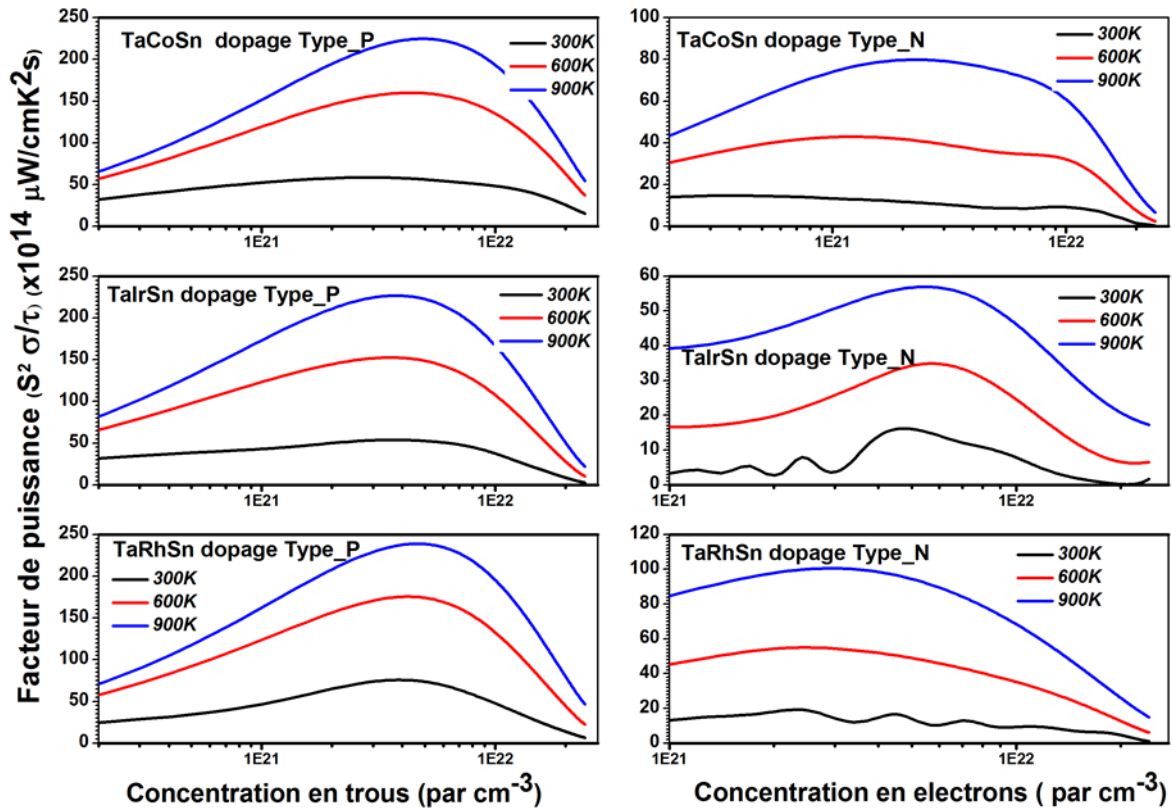 Facteur de puissance (S² σ/τ) (x10¹⁴ μW/cmK²s)
250
200
150
100
50
0
TaCoSn dopage Type_P
300K
600K
900K
1E21
1E22
100
80
60
40
20
0
TaCoSn dopage Type_N
300K
600K
900K
1E21
1E22
250
200
150
100
50
0
TaIrSn dopage Type_P
300K
600K
900K
1E21
1E22
60
50
40
30
20
10
0
TaIrSn dopage Type_N
300K
600K
900K
1E21
1E22
250
200
150
100
50
0
TaRhSn dopage Type_P
300K
600K
900K
1E21
1E22
120
100
80
60
40
20
0
TaRhSn dopage Type_N
300K
600K
900K
1E21
1E22
Concentration en trous (par cm⁻³)
Concentration en electrons ( par cm⁻³)